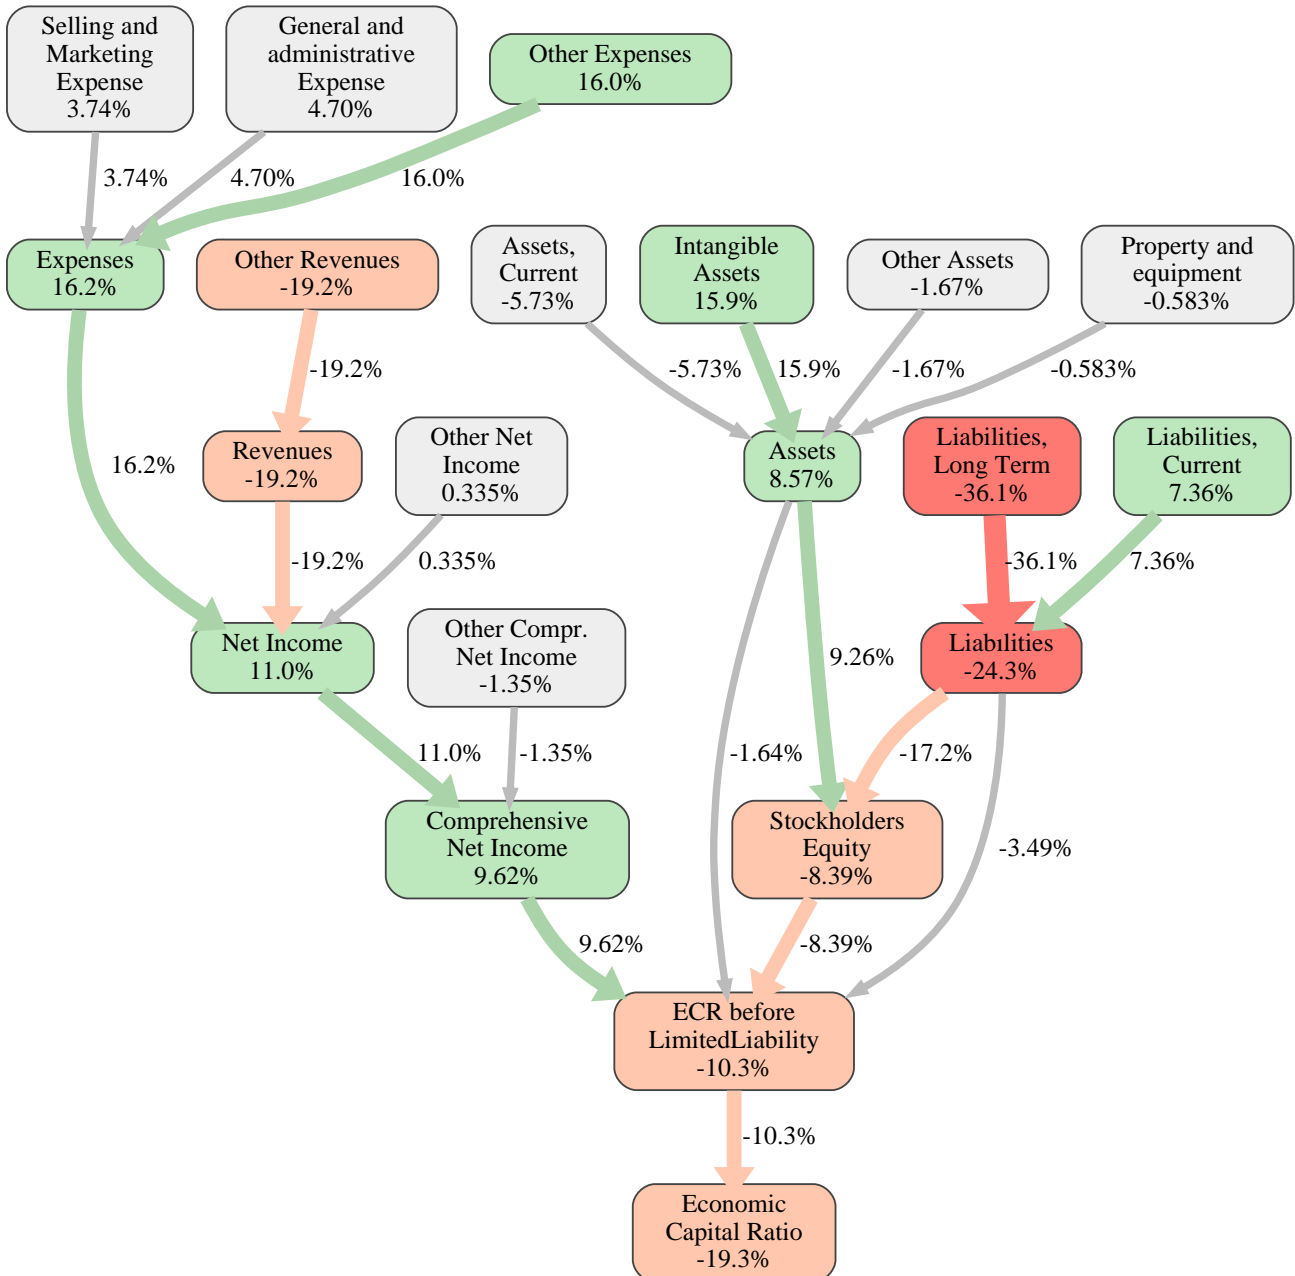 Selling and
Marketing
Expense
3.74%
General and
administrative
Expense
4.70%
Other Expenses
16.0%
3.74%
4.70%
16.0%
Expenses
16.2%
Other Revenues
-19.2%
Assets,
Current
-5.73%
Intangible
Assets
15.9%
Other Assets
-1.67%
Property and
equipment
-0.583%
-19.2%
-5.73%
15.9%
-1.67%
-0.583%
16.2%
Revenues
-19.2%
Other Net
Income
0.335%
Assets
8.57%
Liabilities,
Long Term
-36.1%
Liabilities,
Current
7.36%
-19.2%
0.335%
-36.1%
7.36%
Net Income
11.0%
Other Compr.
Net Income
-1.35%
9.26%
Liabilities
-24.3%
11.0%
-1.35%
-1.64%
-17.2%
Comprehensive
Net Income
9.62%
Stockholders
Equity
-8.39%
-3.49%
9.62%
-8.39%
ECR before
LimitedLiability
-10.3%
-10.3%
Economic
Capital Ratio
-19.3%